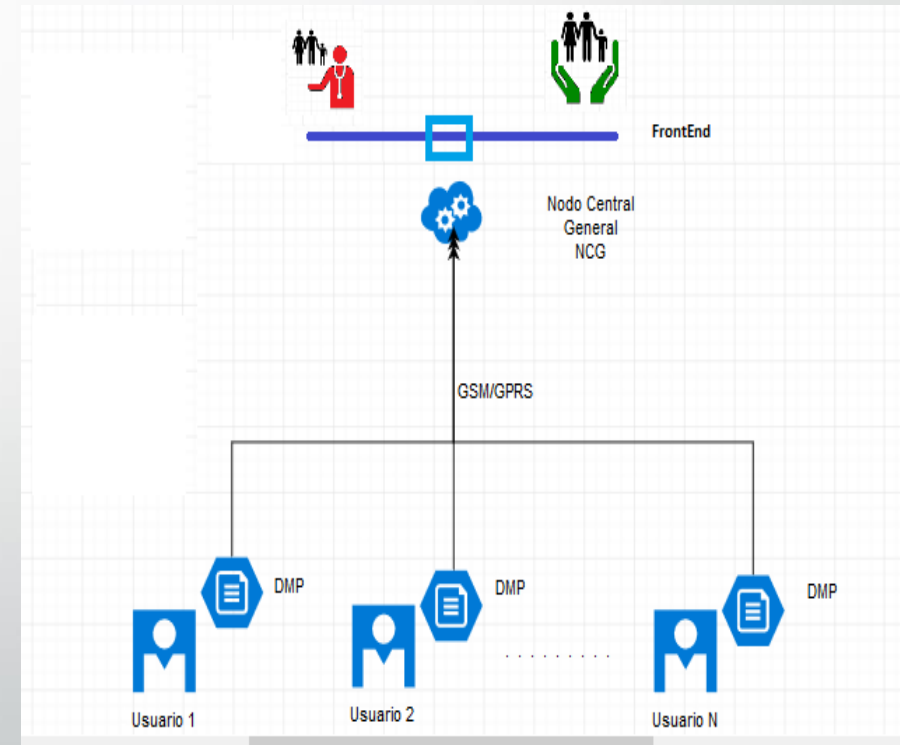 FrontEnd
Nodo Central
General
NCG
GSM/GPRS
DMP
DMP
DMP
Usuario 1
Usuario 2
Usuario N